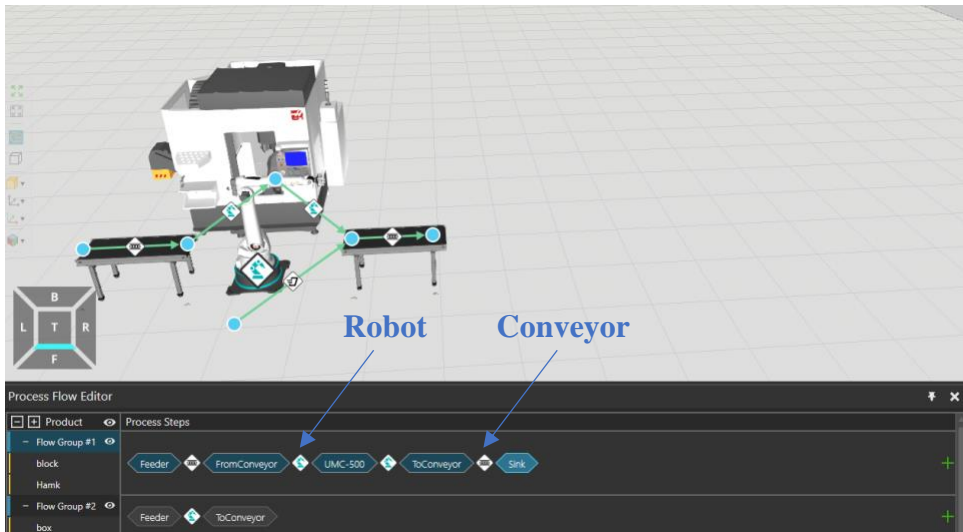 B
L T R
F
Robot Conveyor
Process Flow Editor
Product Process Steps
Flow Group #1
Feeder FromConveyor UMC-500 ToConveyor Sink
block
Hamk
Flow Group #2
Feeder ToConveyor
box